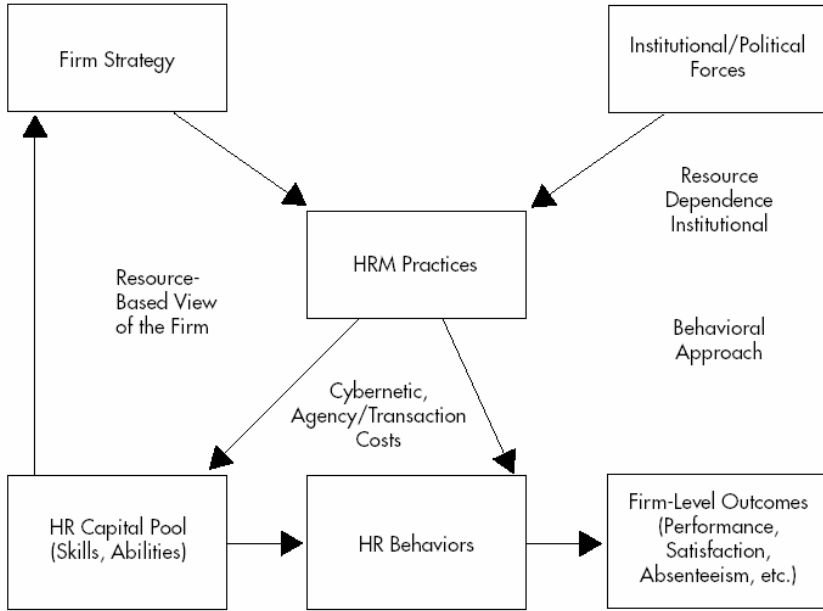 Firm Strategy
Institutional/Political
Forces
Resource
Dependence
Institutional
HRM Practices
Resource-
Based View
of the Firm
Behavioral
Approach
Cybernetic,
Agency/Transaction
Costs
HR Capital Pool
(Skills, Abilities)
HR Behaviors
Firm-Level Outcomes
(Performance,
Satisfaction,
Absenteeism, etc.)